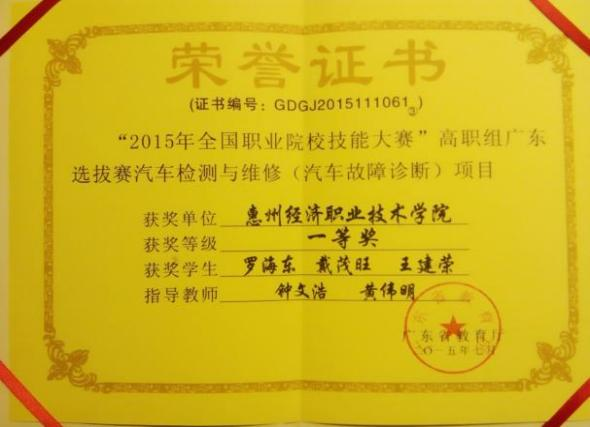 荣誉证书
(证书编号：GDGJ2015111061③)
“2015年全国职业院校技能大赛”高职组广东
选拔赛汽车检测与维修（汽车故障诊断）项目
获奖单位 惠州经济职业技术学院
获奖等级 一等奖
获奖学生 罗海东 戴茂旺 王建荣
指导教师 钟文浩 黄伟明
广东省教育厅
二〇一五年七月